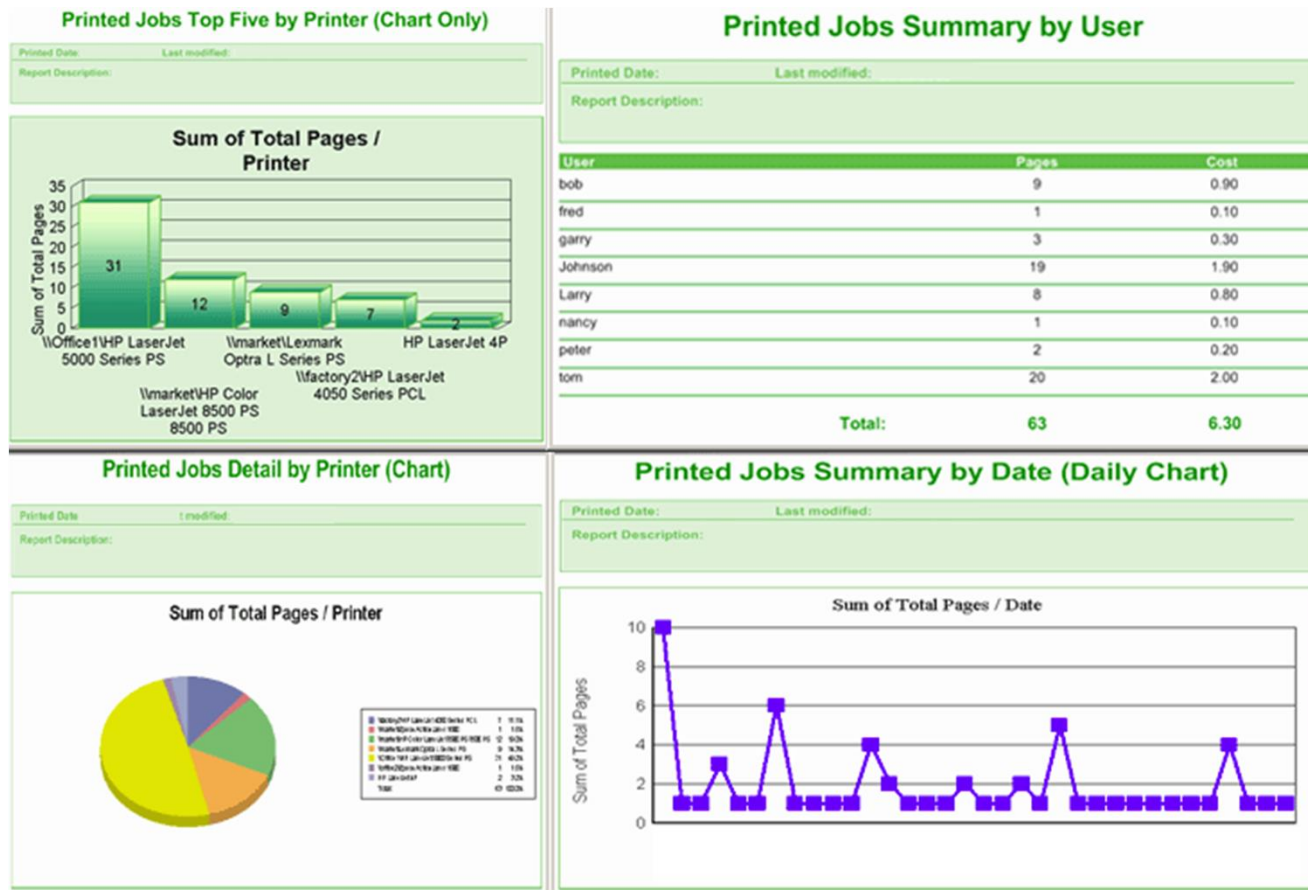 Printed Jobs Top Five by Printer (Chart Only)
Printed Date: Last modified:
Report Description:
Sum of Total Pages /
Printer
Sum of Total Pages
35
30
25
20
15
10
5
0
31
12
9
7
2
\\Office1\HP LaserJet
5000 Series PS
\\market\HP Color
LaserJet 8500 PS
8500 PS
\\market\Lexmark
Optra L Series PS
\\factory2\HP LaserJet
4050 Series PCL
HP LaserJet 4P
Printed Jobs Summary by User
Printed Date: Last modified:
Report Description:
User Pages Cost
bob 9 0.90
fred 1 0.10
garry 3 0.30
Johnson 19 1.90
Larry 8 0.80
nancy 1 0.10
peter 2 0.20
tom 20 2.00
Total: 63 6.30
Printed Jobs Detail by Printer (Chart)
Printed Date t modified:
Report Description:
Sum of Total Pages / Printer
Printed Jobs Summary by Date (Daily Chart)
Printed Date: Last modified:
Report Description:
Sum of Total Pages / Date
Sum of Total Pages
10
8
6
4
2
0